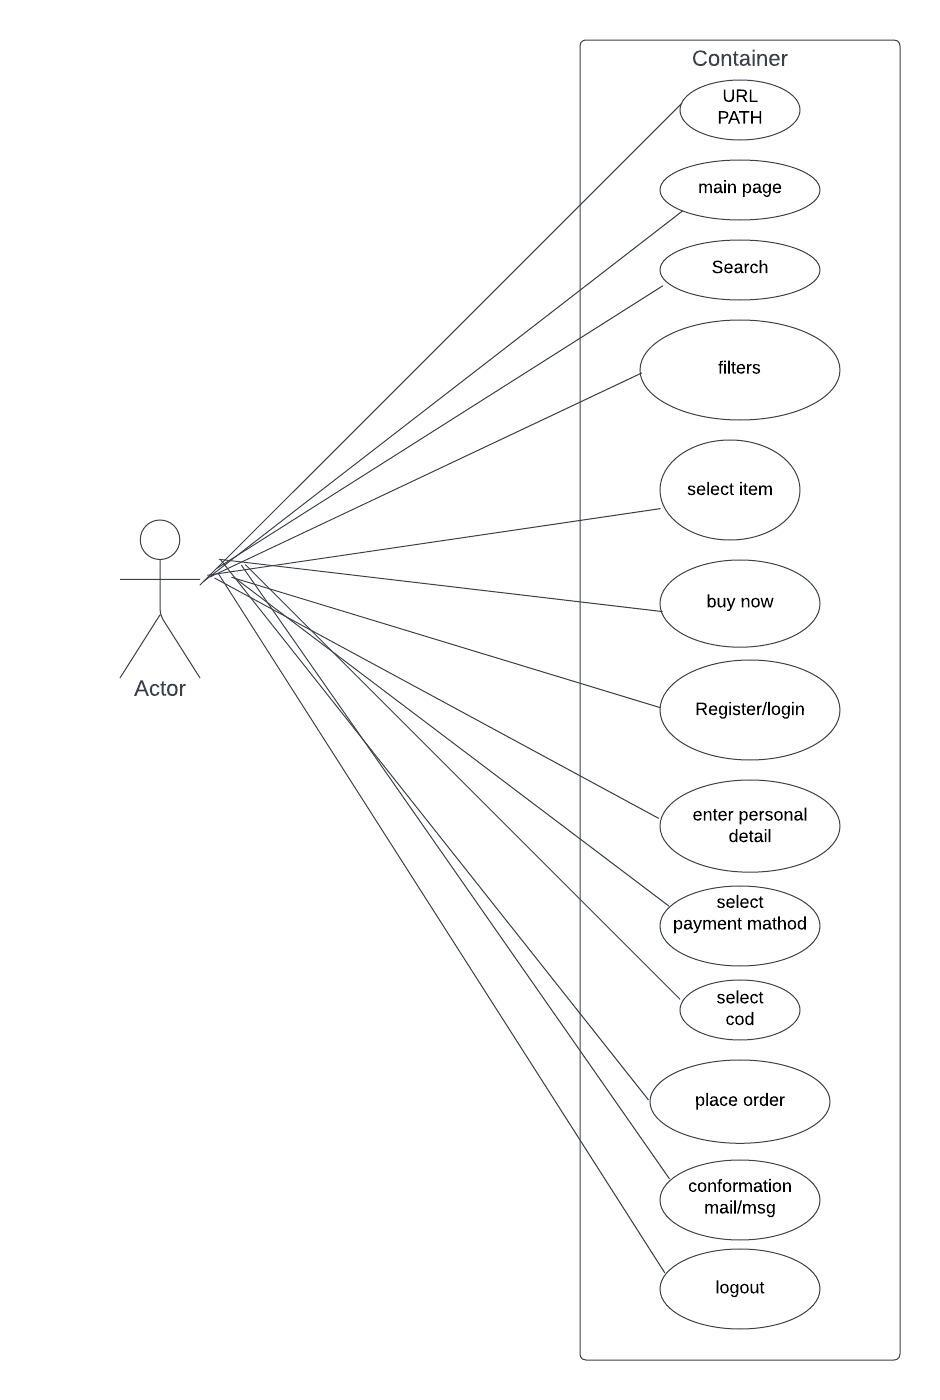 Container
URL
PATH
main page
Search
filters
select item
buy now
Register/login
enter personal
detail
select
payment mathod
select
cod
place order
conformation
mail/msg
logout
Actor